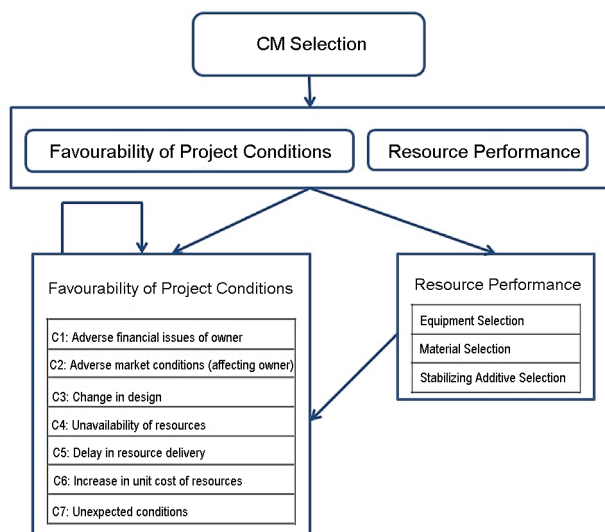 CM Selection
Favourability of Project Conditions
Resource Performance
Favourability of Project Conditions
C1: Adverse financial issues of owner
C2: Adverse market conditions (affecting owner)
C3: Change in design
C4: Unavailability of resources
C5: Delay in resource delivery
C6: Increase in unit cost of resources
C7: Unexpected conditions
Resource Performance
Equipment Selection
Material Selection
Stabilizing Additive Selection